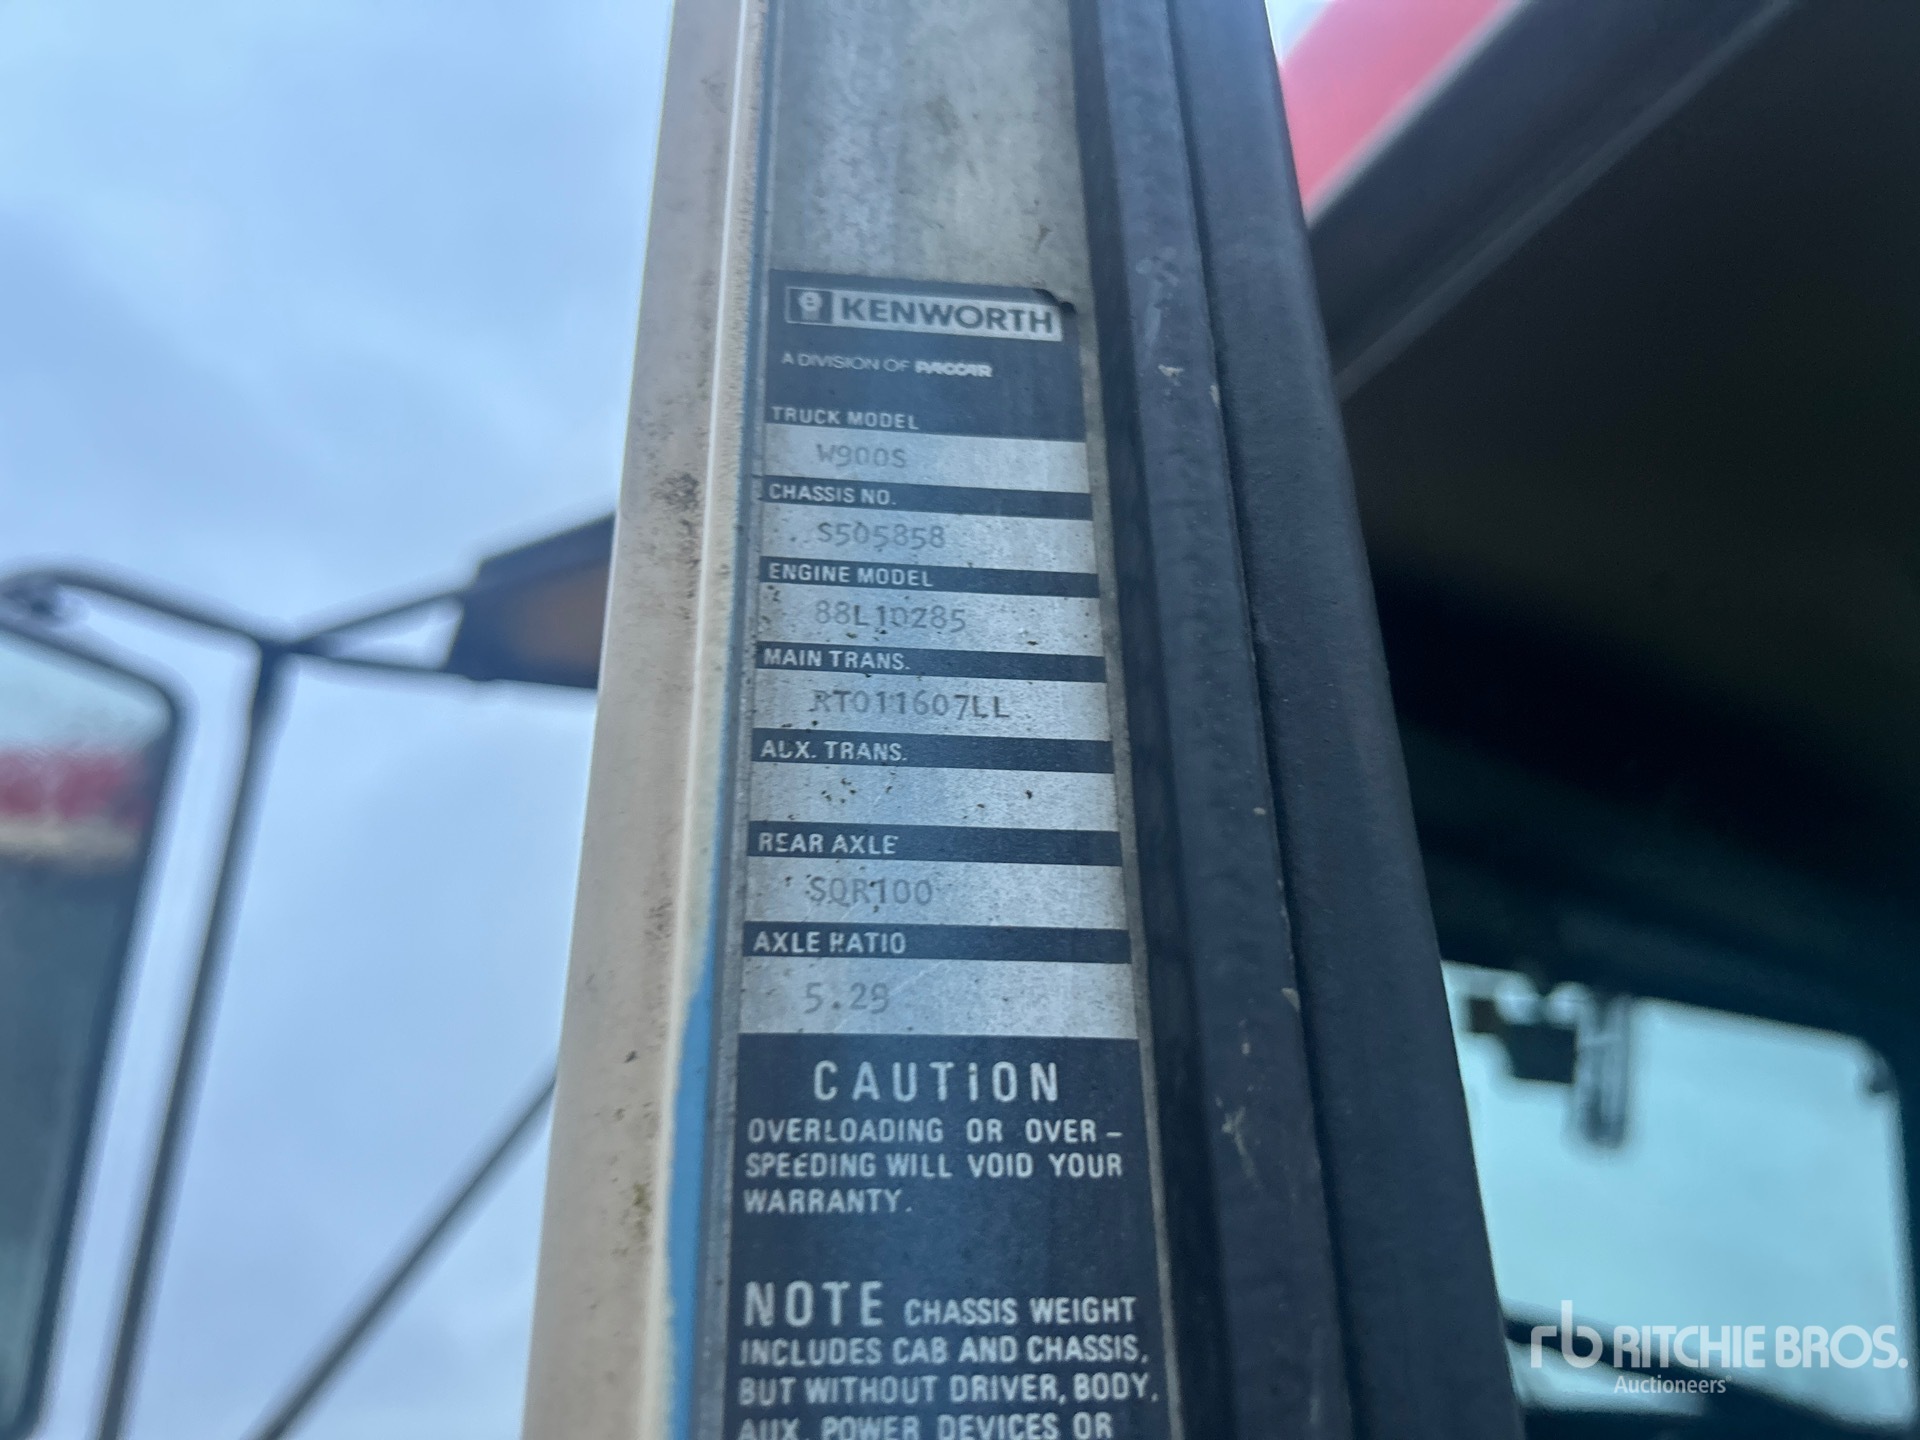 KENWORTH
A DIVISION OF PACCAR
TRUCK MODEL
W900S
CHASSIS NO.
S505858
ENGINE MODEL
88L10285
MAIN TRANS.
RTO11607LL
AUX. TRANS.
REAR AXLE
SQR100
AXLE RATIO
5.29
CAUTION
OVERLOADING OR OVER-
SPEEDING WILL VOID YOUR
WARRANTY.
NOTE CHASSIS WEIGHT
INCLUDES CAB AND CHASSIS,
BUT WITHOUT DRIVER, BODY,
AUX. POWER DEVICES OR
rb RITCHIE BROS.
Auctioneers